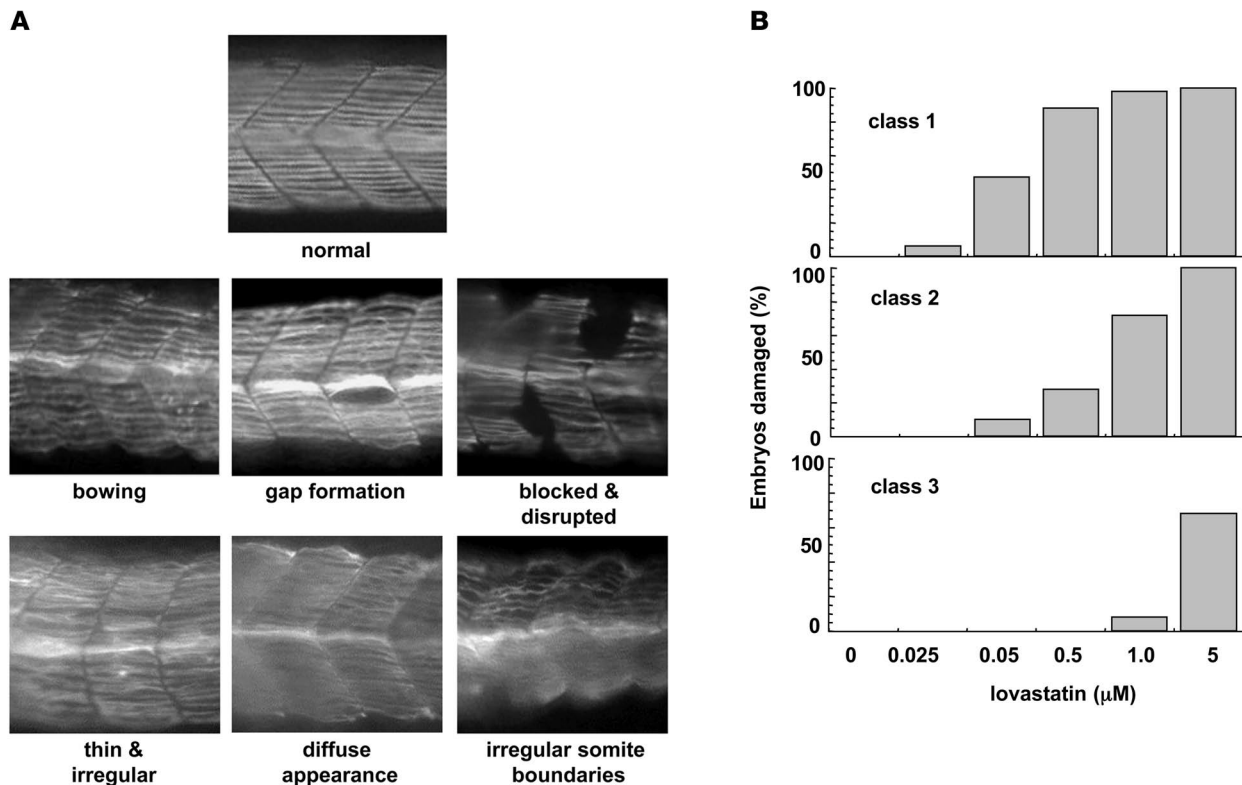 A
normal
bowing
gap formation
blocked &
disrupted
thin &
irregular
diffuse
appearance
irregular somite
boundaries
B
Embryos damaged (%)
100
50
0
class 1
100
50
0
class 2
100
50
0
class 3
0 0.025 0.05 0.5 1.0 5
lovastatin (μM)